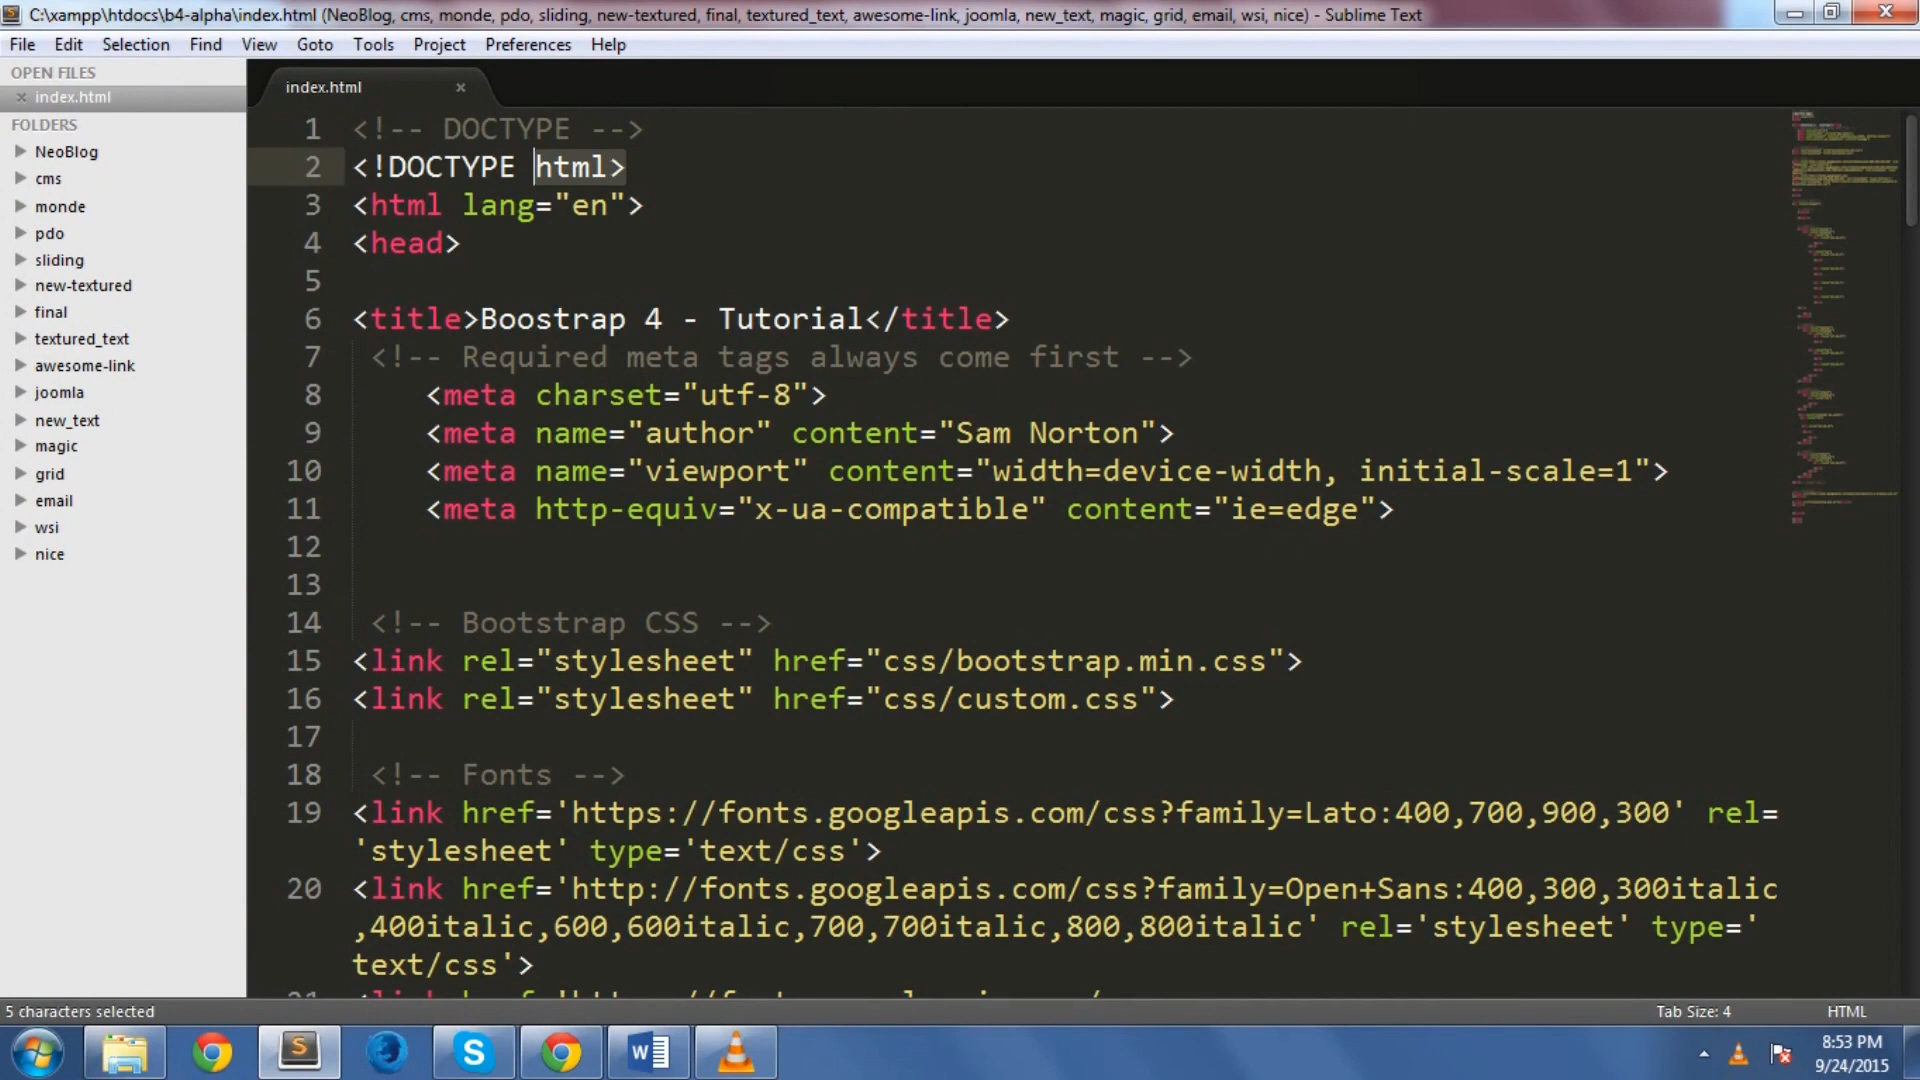 C:\xampp\htdocs\b4-alpha\index.html (NeoBlog, cms, monde, pdo, sliding, new-textured, final, textured_text, awesome-link, joomla, new_text, magic, grid, email, wsi, nice) - Sublime Text
File Edit Selection Find View Goto Tools Project Preferences Help
OPEN FILES
index.html
FOLDERS
NeoBlog
cms
monde
pdo
sliding
new-textured
final
textured_text
awesome-link
joomla
new_text
magic
grid
email
wsi
nice
index.html
1 <!-- DOCTYPE -->
2 <!DOCTYPE html>
3 <html lang="en">
4 <head>
5
6 <title>Boostrap 4 - Tutorial</title>
7 <!-- Required meta tags always come first -->
8 <meta charset="utf-8">
9 <meta name="author" content="Sam Norton">
10 <meta name="viewport" content="width=device-width, initial-scale=1">
11 <meta http-equiv="x-ua-compatible" content="ie=edge">
12
13
14 <!-- Bootstrap CSS -->
15 <link rel="stylesheet" href="css/bootstrap.min.css">
16 <link rel="stylesheet" href="css/custom.css">
17
18 <!-- Fonts -->
19 <link href='https://fonts.googleapis.com/css?family=Lato:400,700,900,300' rel=
'stylesheet' type='text/css'>
20 <link href='http://fonts.googleapis.com/css?family=Open+Sans:400,300,300italic
,400italic,600,600italic,700,700italic,800,800italic' rel='stylesheet' type='
text/css'>
5 characters selected
Tab Size: 4
HTML
8:53 PM
9/24/2015